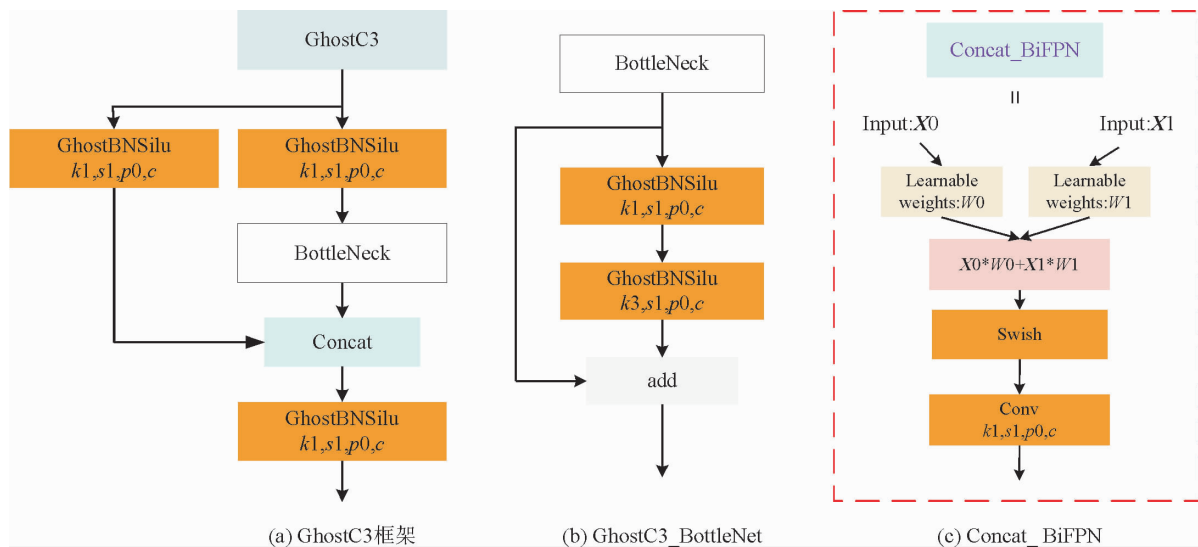 GhostC3
GhostBNSilu
k1,s1,p0,c
GhostBNSilu
k1,s1,p0,c
BottleNeck
Concat
GhostBNSilu
k1,s1,p0,c
(a) GhostC3框架
BottleNeck
GhostBNSilu
k1,s1,p0,c
GhostBNSilu
k3,s1,p0,c
add
(b) GhostC3_BottleNet
Concat_BiFPN
=
Input:X0
Input:X1
Learnable
weights:W0
Learnable
weights:W1
X0*W0+X1*W1
Swish
Conv
k1,s1,p0,c
(c) Concat_BiFPN